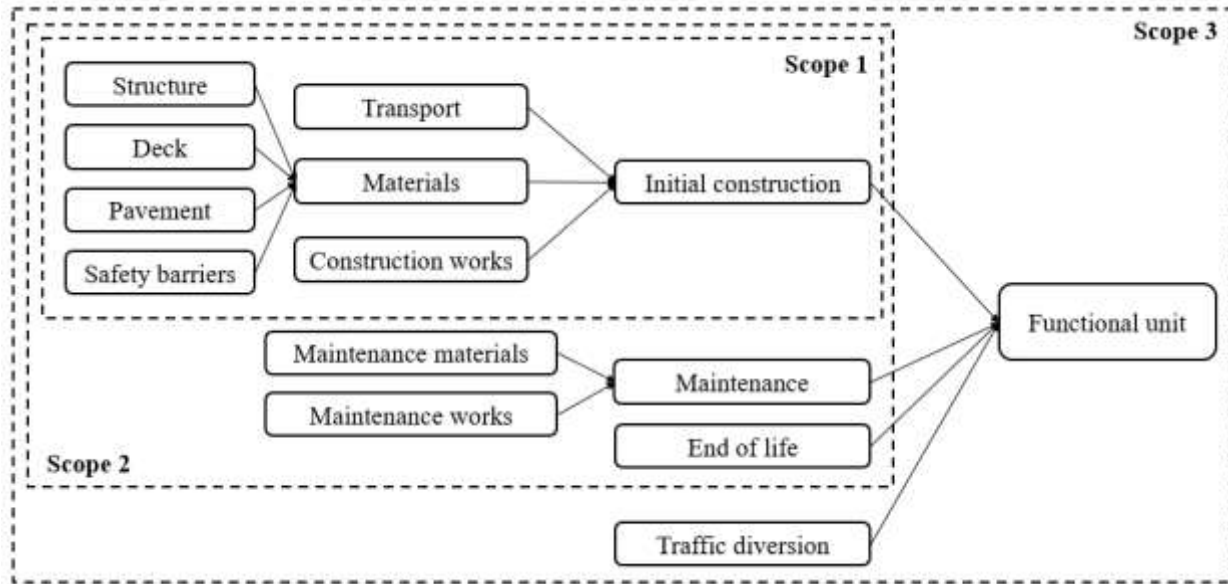 Scope 3
Scope 1
Structure
Transport
Deck
Materials
Initial construction
Pavement
Construction works
Safety barriers
Functional unit
Maintenance materials
Maintenance
Maintenance works
End of life
Scope 2
Traffic diversion